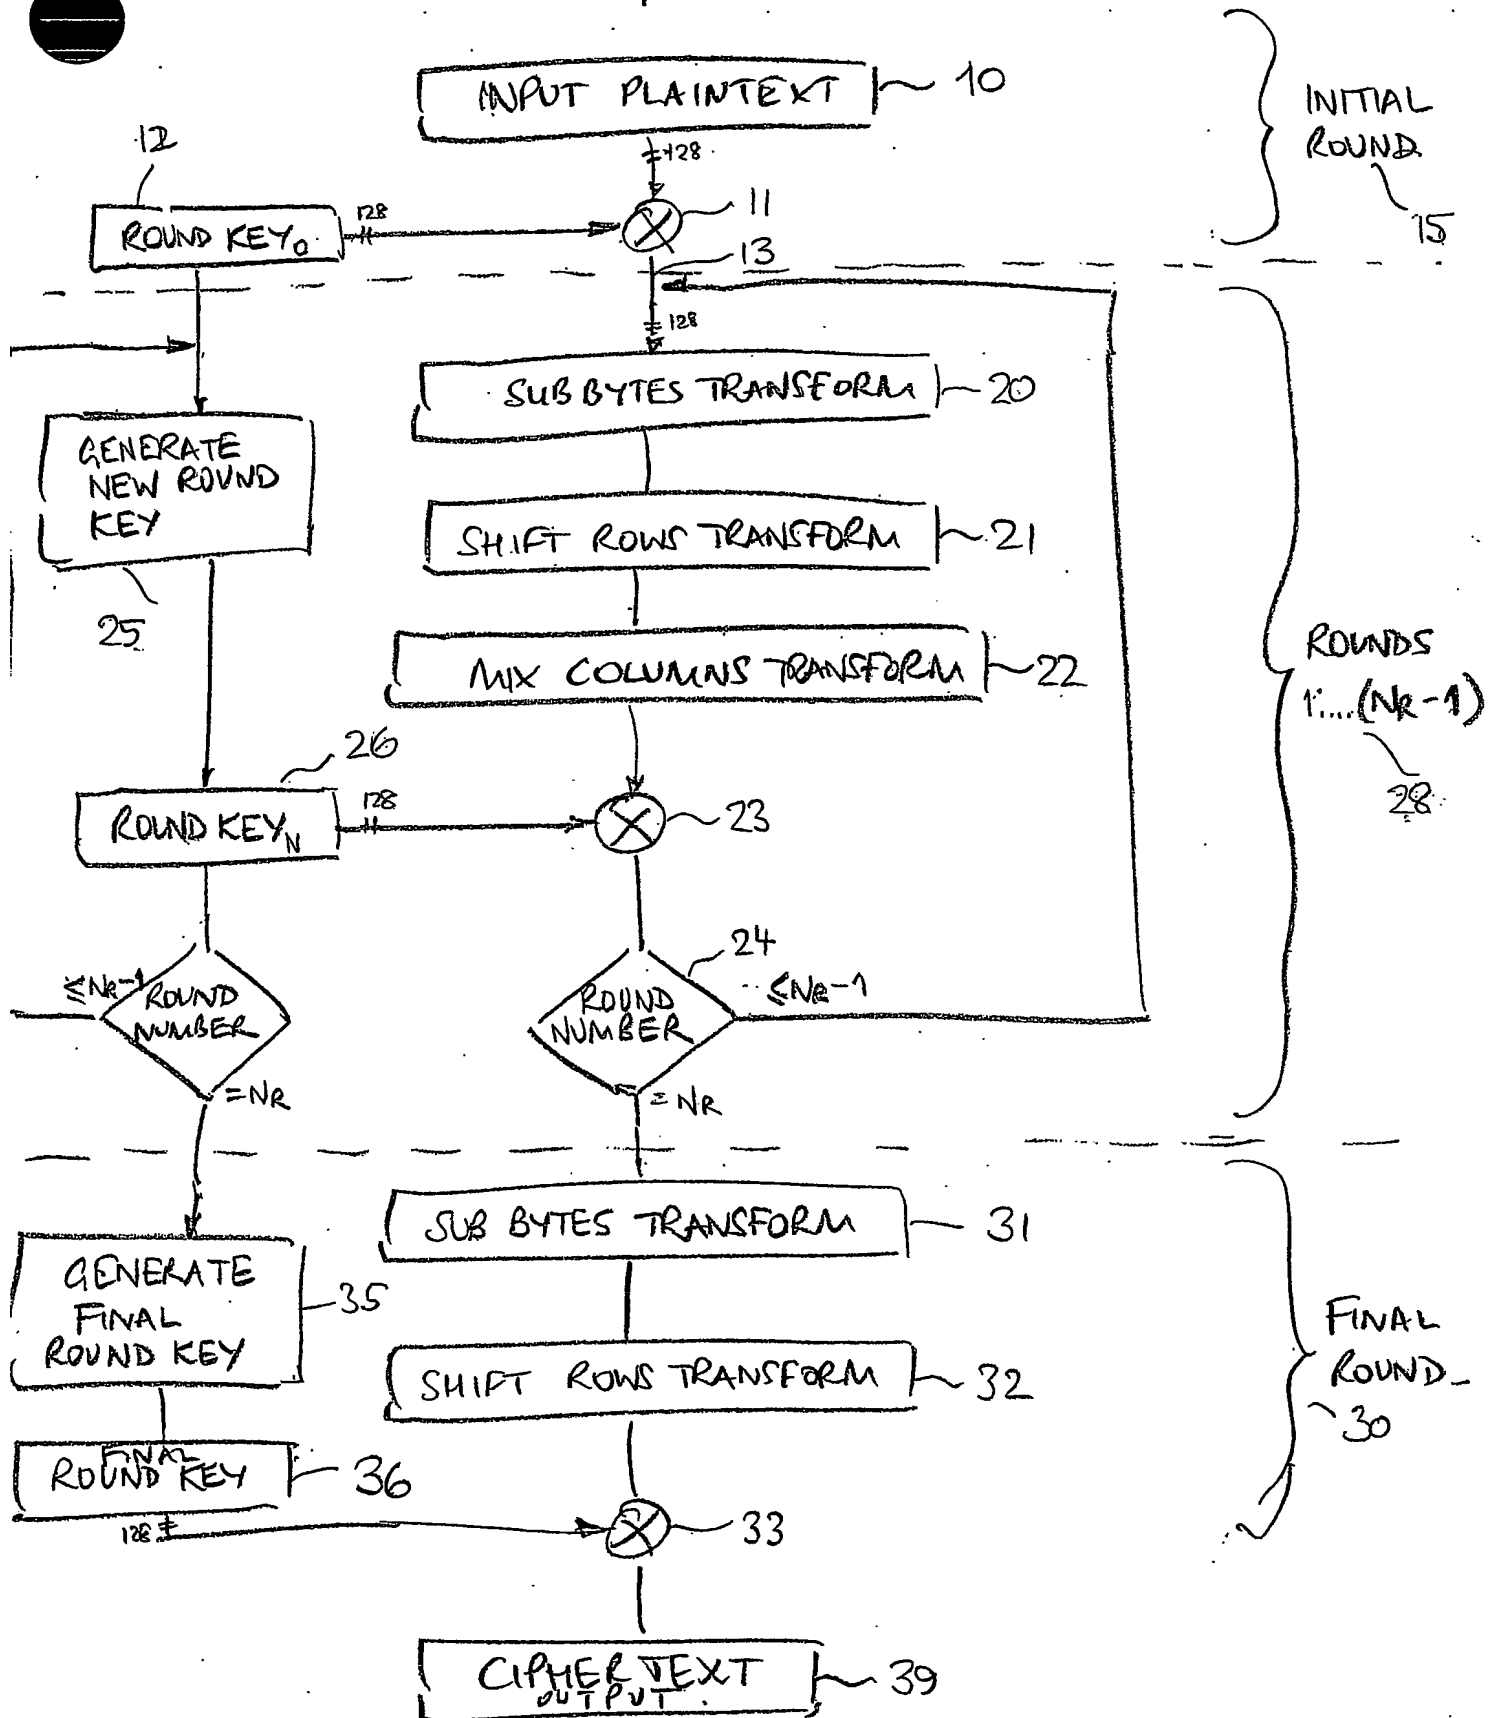 INPUT PLAINTEXT 10
INITIAL
ROUND
15
128
12
ROUND KEY0
128
11
13
128
SUB BYTES TRANSFORM 20
GENERATE
NEW ROUND
KEY
25
SHIFT ROWS TRANSFORM 21
MIX COLUMNS TRANSFORM 22
ROUNDS
1....(NR-1)
28
26
ROUND KEYN
128
23
24
≤NR-1
ROUND
NUMBER
=NR
ROUND
NUMBER
≤NR-1
=NR
SUB BYTES TRANSFORM 31
GENERATE
FINAL
ROUND KEY
35
SHIFT ROWS TRANSFORM 32
FINAL
ROUND
30
FINAL
ROUND KEY
36
128
33
CIPHER TEXT
OUTPUT
39